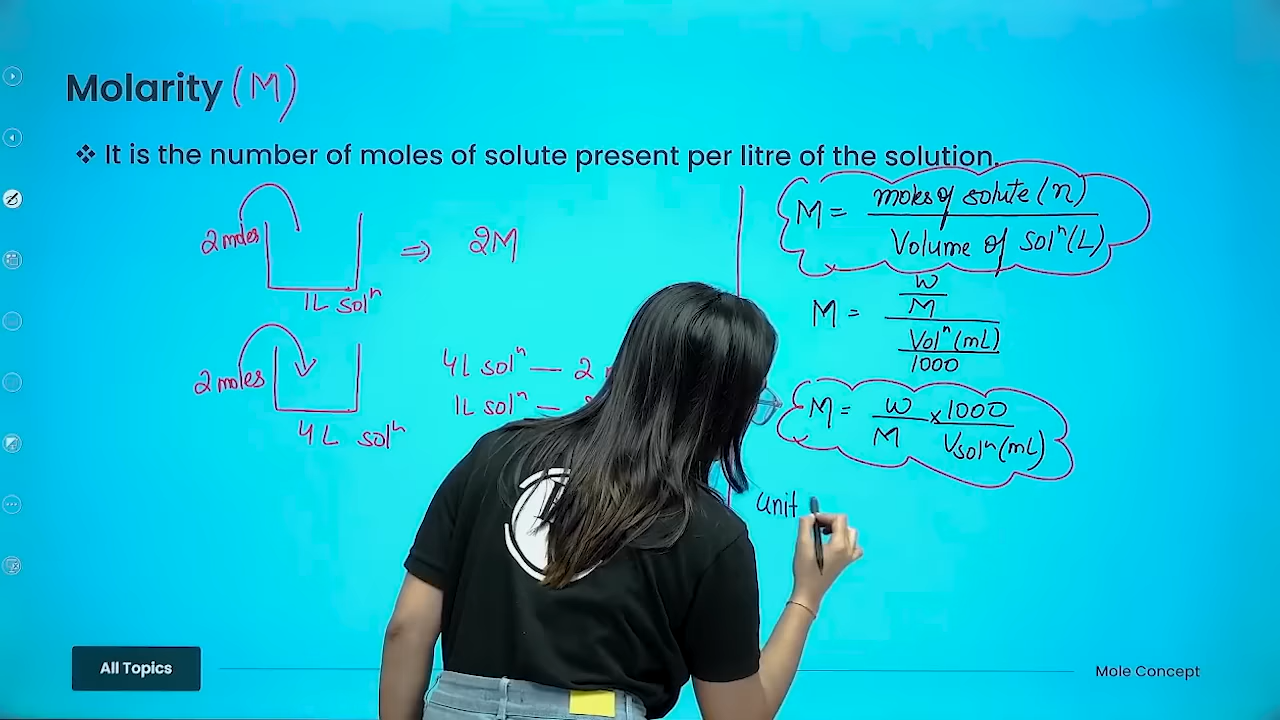 Molarity (M)
❖ It is the number of moles of solute present per litre of the solution.
2 moles
1L solⁿ
⇒ 2M
2 moles
4L solⁿ
4L solⁿ — 2
1L solⁿ —
M = moles of solute (n)
Volume of solⁿ (L)
M = w
M
Volⁿ (mL)
1000
M = w × 1000
M Vsolⁿ (mL)
unit
All Topics
Mole Concept